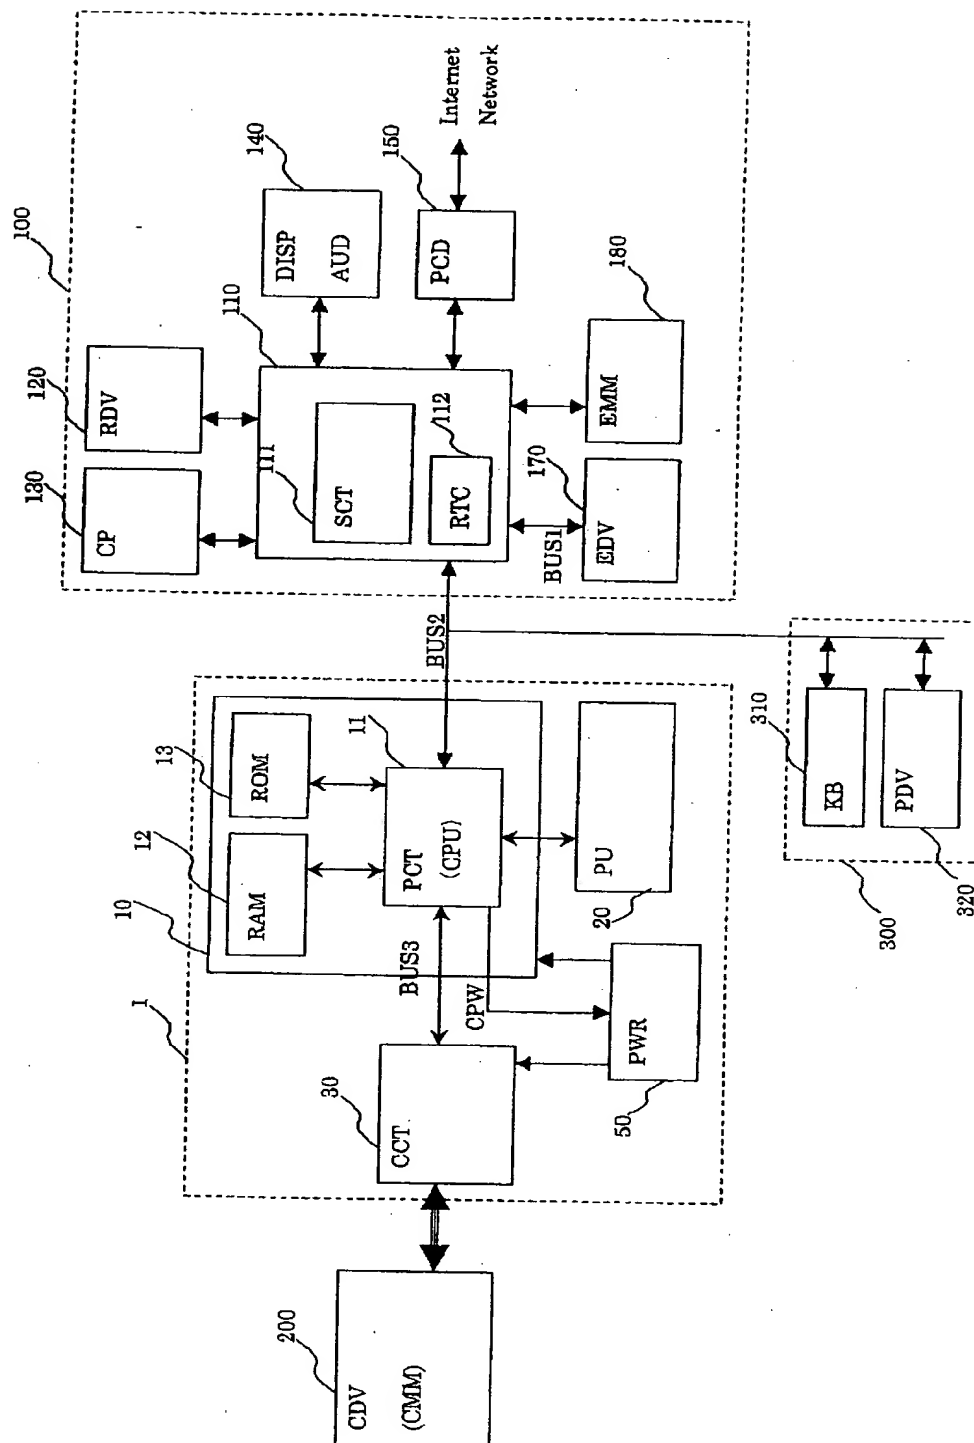 100
130
CP
120
RDV
110
111
SCT
112
RTC
140
DISP
AUD
150
PCD
Internet
Network
BUS1
170
EDV
180
EMM
BUS2
1
10
12
RAM
13
ROM
11
PCT
(CPU)
BUS3
CPW
30
CCT
50
PWR
20
PU
200
CDV
(CMM)
300
310
KB
320
PDV